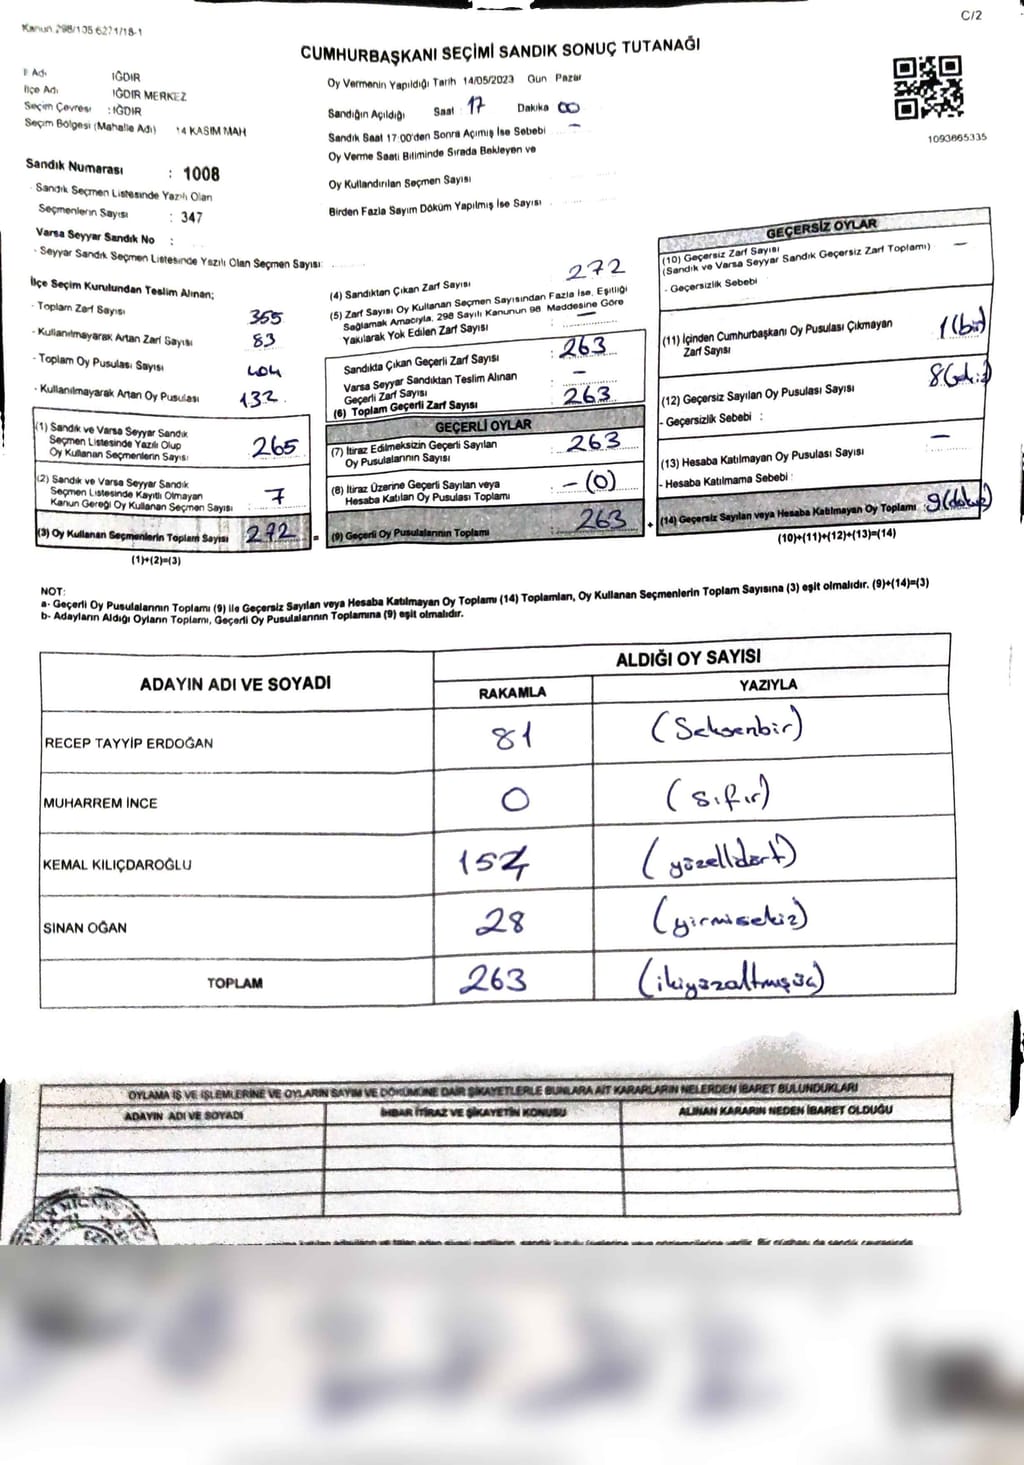 Kanun 298/105 6271/18-1
C/2
CUMHURBAŞKANI SEÇİMİ SANDIK SONUÇ TUTANAĞI
İl Adı : IĞDIR
İlçe Adı : IĞDIR MERKEZ
Seçim Çevresi : IĞDIR
Seçim Bölgesi (Mahalle Adı) 14 KASIM MAH
Oy Vermenin Yapıldığı Tarih 14/05/2023 Gün Pazar
Sandığın Açıldığı Saat : 17 Dakika 00
Sandık Saat 17:00'den Sonra Açımış İse Sebebi –
Oy Verme Saati Bitiminde Sırada Bekleyen ve
Oy Kullandırılan Seçmen Sayısı
Birden Fazla Sayım Döküm Yapılmış İse Sayısı
1093865335
Sandık Numarası : 1008
- Sandık Seçmen Listesinde Yazılı Olan
Seçmenlerin Sayısı : 347
Varsa Seyyar Sandık No :
- Seyyar Sandık Seçmen Listesinde Yazılı Olan Seçmen Sayısı:
İlçe Seçim Kurulundan Teslim Alınan;
- Toplam Zarf Sayısı 355
- Kullanılmayarak Artan Zarf Sayısı 83
- Toplam Oy Pusulası Sayısı 404
- Kullanılmayarak Artan Oy Pusulası 132
(1) Sandık ve Varsa Seyyar Sandık
Seçmen Listesinde Yazılı Olup
Oy Kullanan Seçmenlerin Sayısı 265
(2) Sandık ve Varsa Seyyar Sandık
Seçmen Listesinde Kayıtlı Olmayan
Kanun Gereği Oy Kullanan Seçmen Sayısı : 7
(3) Oy Kullanan Seçmenlerin Toplam Sayısı 272
(1)+(2)=(3)
(4) Sandıktan Çıkan Zarf Sayısı 272
(5) Zarf Sayısı Oy Kullanan Seçmen Sayısından Fazla İse, Eşitliği
Sağlamak Amacıyla, 298 Sayılı Kanunun 98. Maddesine Göre
Yakılarak Yok Edilen Zarf Sayısı : –
Sandıkta Çıkan Geçerli Zarf Sayısı : 263
Varsa Seyyar Sandıktan Teslim Alınan
Geçerli Zarf Sayısı : –
(6) Toplam Geçerli Zarf Sayısı : 263
=
GEÇERLİ OYLAR
(7) İtiraz Edilmeksizin Geçerli Sayılan
Oy Pusulalarının Sayısı : 263
(8) İtiraz Üzerine Geçerli Sayılan veya
Hesaba Katılan Oy Pusulası Toplamı : – (0)
(9) Geçerli Oy Pusulalarının Toplamı : 263
+
GEÇERSİZ OYLAR
(10) Geçersiz Zarf Sayısı –
(Sandık ve Varsa Seyyar Sandık Geçersiz Zarf Toplamı)
- Geçersizlik Sebebi :
(11) İçinden Cumhurbaşkanı Oy Pusulası Çıkmayan
Zarf Sayısı 1 (bir)
(12) Geçersiz Sayılan Oy Pusulası Sayısı 8 (sekiz)
- Geçersizlik Sebebi :
(13) Hesaba Katılmayan Oy Pusulası Sayısı –
- Hesaba Katılmama Sebebi :
(14) Geçersiz Sayılan veya Hesaba Katılmayan Oy Toplamı : 9 (dokuz)
(10)+(11)+(12)+(13)=(14)
NOT:
a- Geçerli Oy Pusulalarının Toplamı (9) ile Geçersiz Sayılan veya Hesaba Katılmayan Oy Toplamı (14) Toplamları, Oy Kullanan Seçmenlerin Toplam Sayısına (3) eşit olmalıdır. (9)+(14)=(3)
b- Adayların Aldığı Oyların Toplamı, Geçerli Oy Pusulalarının Toplamına (9) eşit olmalıdır.
ADAYIN ADI VE SOYADI
ALDIĞI OY SAYISI
RAKAMLA YAZIYLA
RECEP TAYYİP ERDOĞAN 81 (Seksenbir)
MUHARREM İNCE 0 (sıfır)
KEMAL KILIÇDAROĞLU 154 (yüzellidört)
SİNAN OĞAN 28 (yirmisekiz)
TOPLAM 263 (ikiyüzaltmışüç)
OYLAMA İŞ VE İŞLEMLERİNE VE OYLARIN SAYIM VE DÖKÜMÜNE DAİR ŞİKAYETLERLE BUNLARA AİT KARARLARIN NELERDEN İBARET BULUNDUKLARI
ADAYIN ADI VE SOYADI İHBAR İTİRAZ VE ŞİKAYETİN KONUSU ALINAN KARARIN NEDEN İBARET OLDUĞU